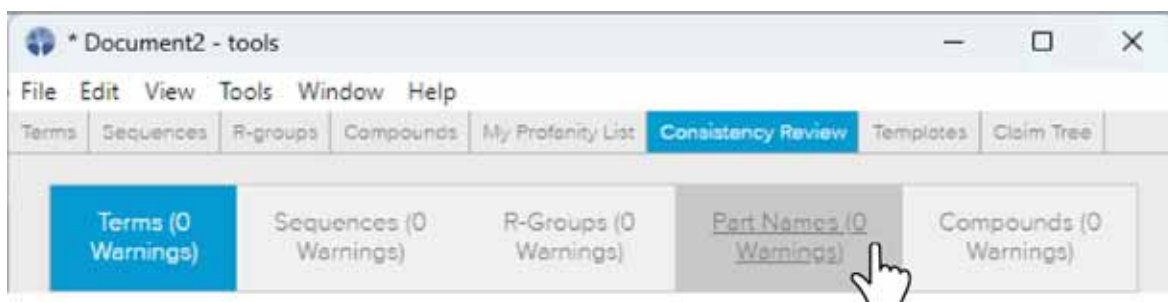 * Document2 - tools
File Edit View Tools Window Help
Terms Sequences R-groups Compounds My Profanity List Consistency Review Templates Claim Tree
Terms (0 Sequences (0 R-Groups (0 Part Names (0 Compounds (0
Warnings) Warnings) Warnings) Warnings) Warnings)